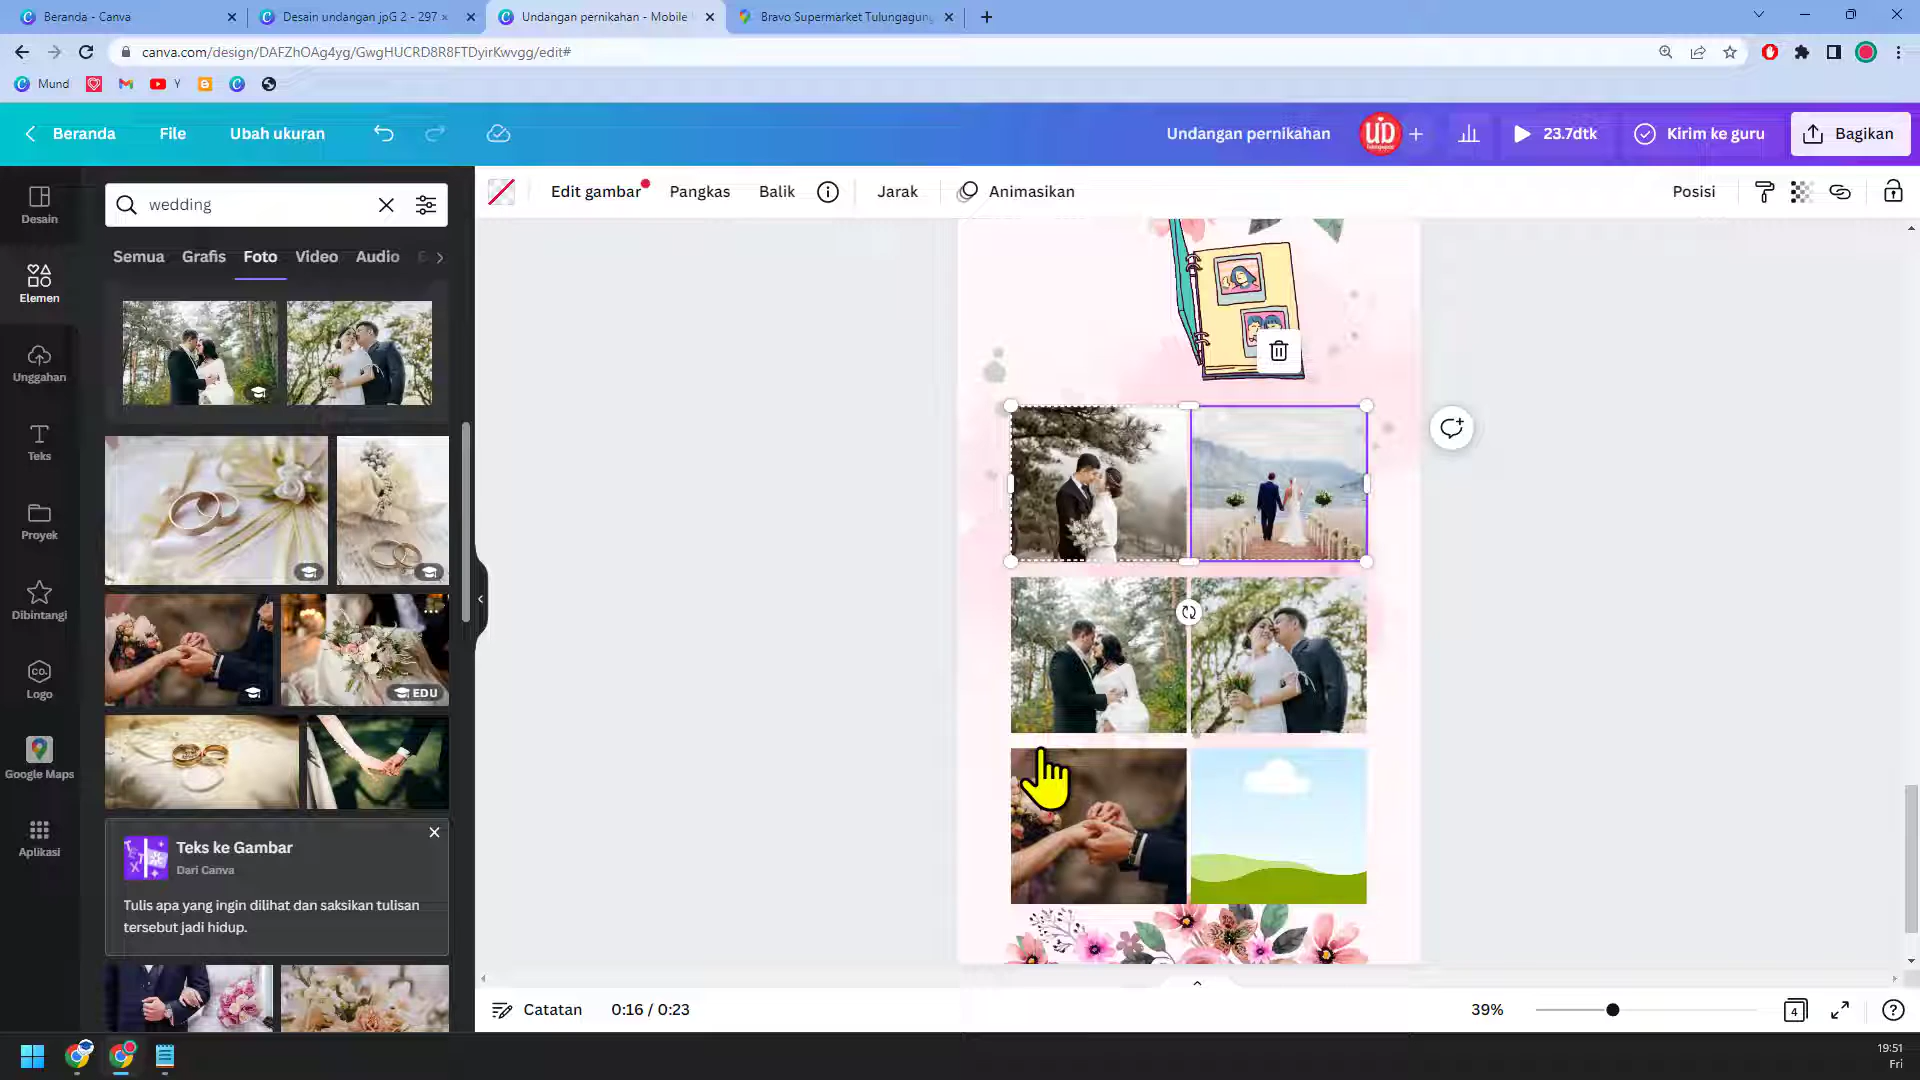 Beranda - Canva
Desain undangan jpG 2 - 297 ×
Undangan pernikahan - Mobile
Bravo Supermarket Tulungagung
canva.com/design/DAFZhOAg4yg/GwgHUCRD8R8FTDyirKwvgg/edit#
Mund
Y
Beranda
File
Ubah ukuran
Undangan pernikahan
UD
23.7dtk
Kirim ke guru
Bagikan
Desain
Elemen
Unggahan
Teks
Proyek
Dibintangi
CO.
Logo
Google Maps
Aplikasi
wedding
Semua
Grafis
Foto
Video
Audio
Edit gambar
Pangkas
Balik
Jarak
Animasikan
Posisi
EDU
Teks ke Gambar
Dari Canva
Tulis apa yang ingin dilihat dan saksikan tulisan
tersebut jadi hidup.
Catatan
0:16 / 0:23
39%
4
19:51
Fri